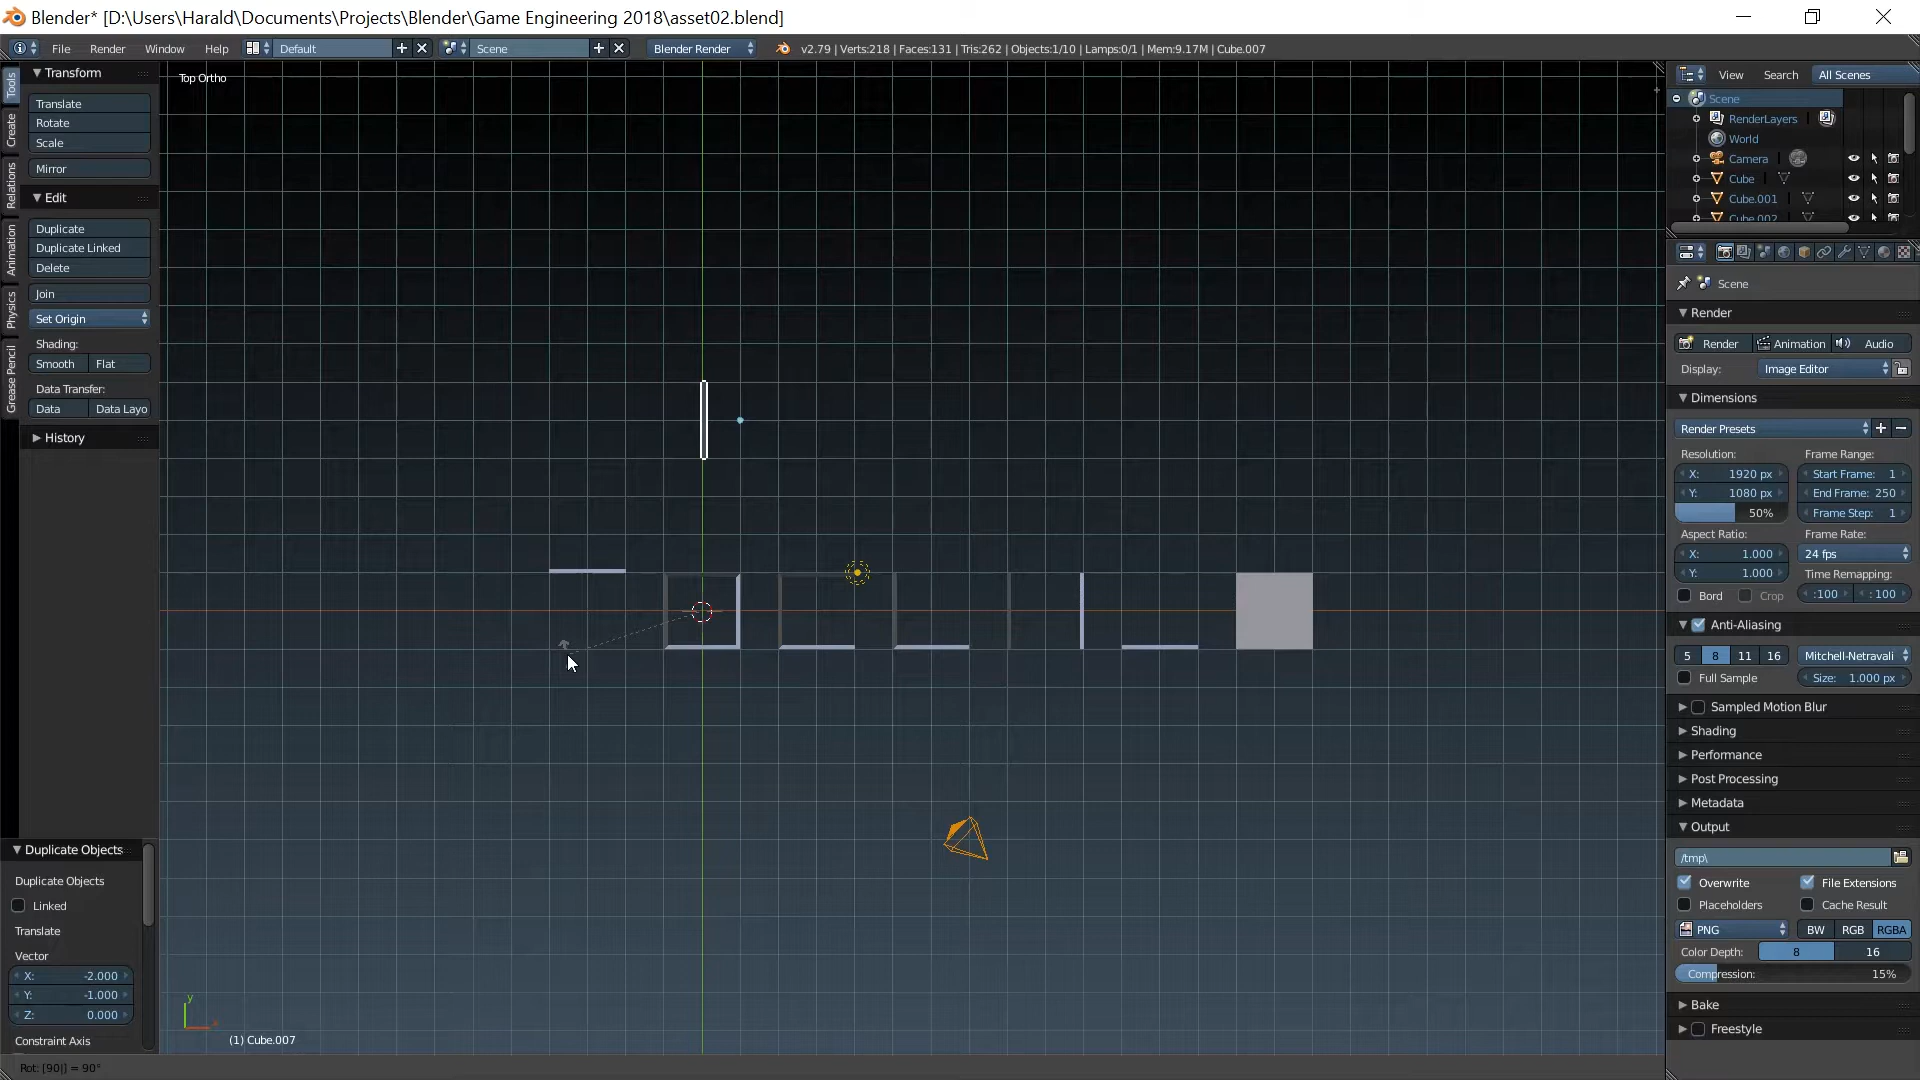 Blender* [D:\Users\Harald\Documents\Projects\Blender\Game Engineering 2018\asset02.blend]
File Render Window Help Default Scene Blender Render v2.79 | Verts:218 | Faces:131 | Tris:262 | Objects:1/10 | Lamps:0/1 | Mem:9.17M | Cube.007
Tools
Create
Relations
Animation
Physics
Grease Pencil
Transform
Translate
Rotate
Scale
Mirror
Edit
Duplicate
Duplicate Linked
Delete
Join
Set Origin
Shading:
Smooth Flat
Data Transfer:
Data Data Layo
History
Duplicate Objects
Duplicate Objects
Linked
Translate
Vector
X: -2.000
Y: -1.000
Z: 0.000
Constraint Axis
Top Ortho
y
(1) Cube.007
Rot: [90|] = 90°
View Search All Scenes
Scene
RenderLayers
World
Camera
Cube
Cube.001
Cube.002
Scene
Render
Render Animation Audio
Display: Image Editor
Dimensions
Render Presets
Resolution: Frame Range:
X: 1920 px Start Frame: 1
Y: 1080 px End Frame: 250
50% Frame Step: 1
Aspect Ratio: Frame Rate:
X: 1.000 24 fps
Y: 1.000 Time Remapping:
Bord Crop :100 : 100
Anti-Aliasing
5 8 11 16 Mitchell-Netravali
Full Sample Size: 1.000 px
Sampled Motion Blur
Shading
Performance
Post Processing
Metadata
Output
/tmp\
Overwrite File Extensions
Placeholders Cache Result
PNG BW RGB RGBA
Color Depth: 8 16
Compression: 15%
Bake
Freestyle